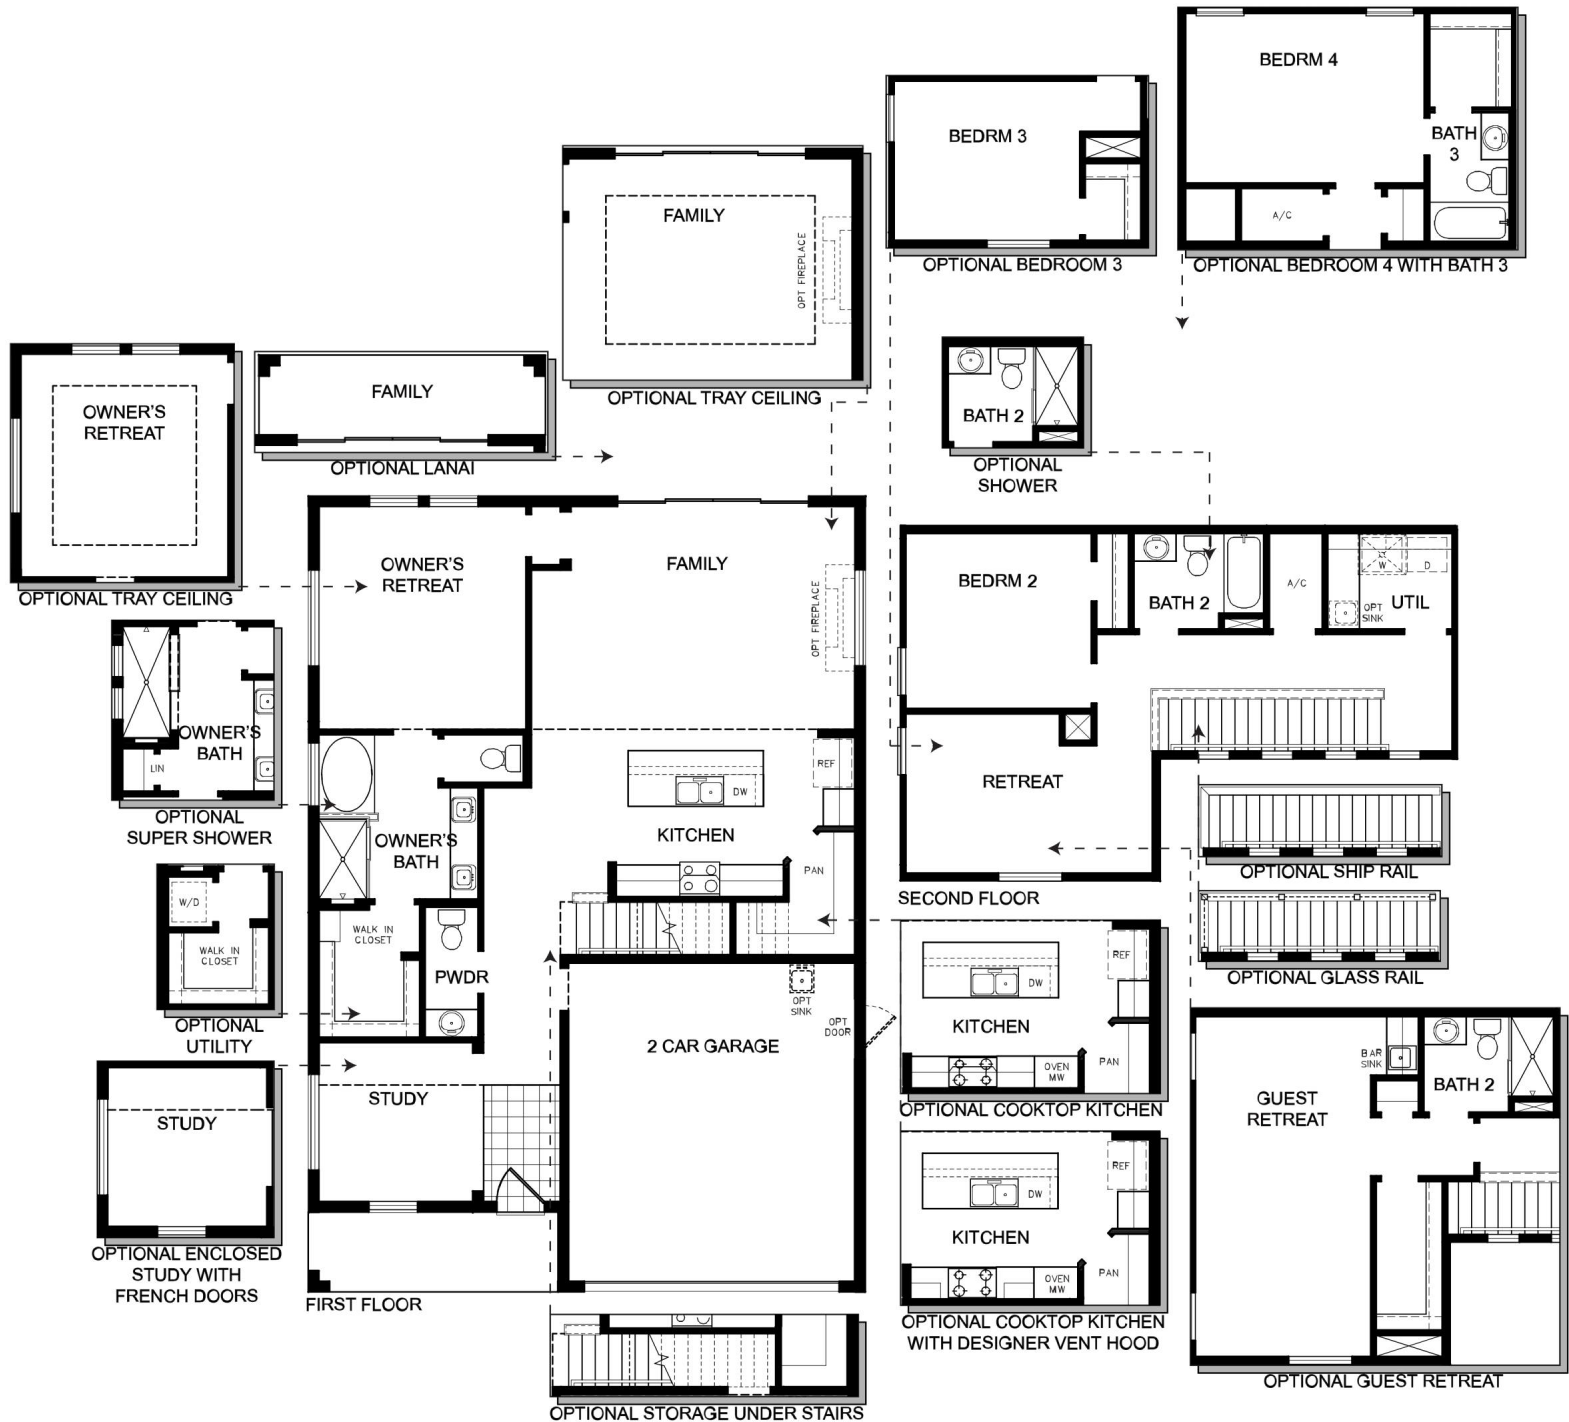 BEDRM 4
BATH
3
A/C
OPTIONAL BEDROOM 4 WITH BATH 3
BEDRM 3
OPTIONAL BEDROOM 3
FAMILY
OPT FIREPLACE
OPTIONAL TRAY CEILING
OWNER'S
RETREAT
OPTIONAL TRAY CEILING
FAMILY
OPTIONAL LANAI
BATH 2
OPTIONAL
SHOWER
OWNER'S
BATH
LIN
OPTIONAL
SUPER SHOWER
W/D
WALK IN
CLOSET
OPTIONAL
UTILITY
STUDY
OPTIONAL ENCLOSED
STUDY WITH
FRENCH DOORS
OWNER'S
RETREAT
FAMILY
OPT FIREPLACE
REF
DW
KITCHEN
OWNER'S
BATH
PAN
WALK IN
CLOSET
PWDR
OPT
SINK
OPT
DOOR
2 CAR GARAGE
STUDY
FIRST FLOOR
OPTIONAL STORAGE UNDER STAIRS
BEDRM 2
BATH 2
A/C
W
D
OPT
SINK
UTIL
RETREAT
SECOND FLOOR
OPTIONAL SHIP RAIL
OPTIONAL GLASS RAIL
REF
DW
KITCHEN
OVEN
MW
PAN
OPTIONAL COOKTOP KITCHEN
REF
DW
KITCHEN
OVEN
MW
PAN
OPTIONAL COOKTOP KITCHEN
WITH DESIGNER VENT HOOD
BAR
SINK
BATH 2
GUEST
RETREAT
OPTIONAL GUEST RETREAT